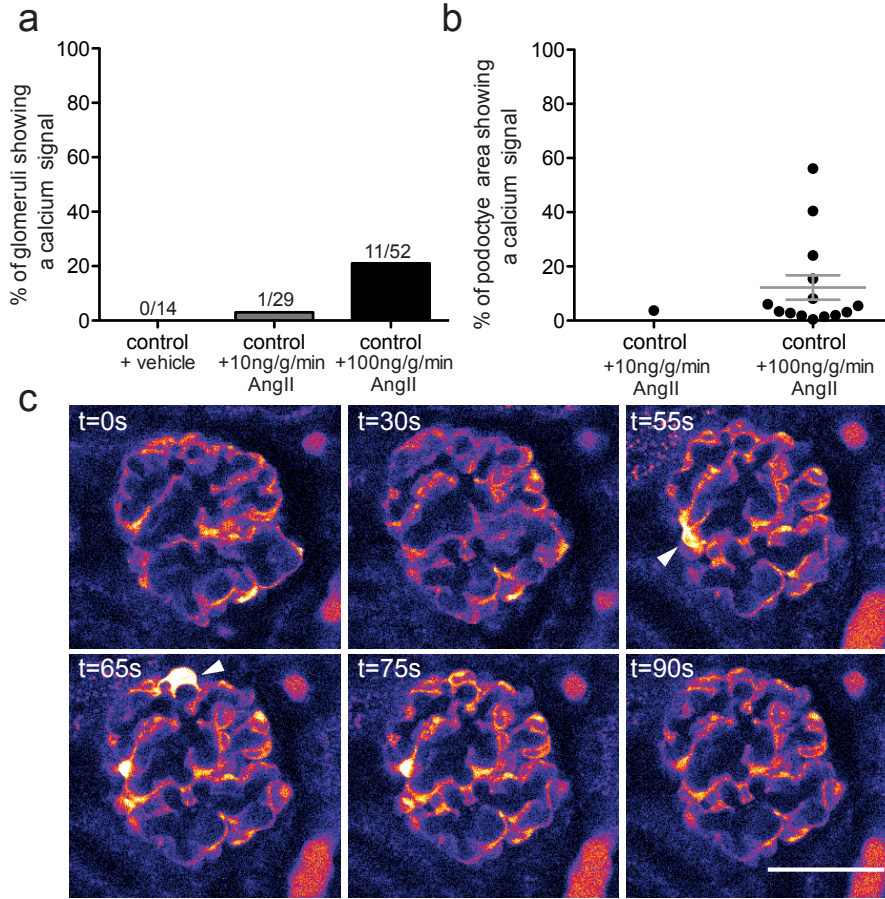 a
% of glomeruli showing
a calcium signal
100
80
60
40
20
0
0/14
1/29
11/52
control
+ vehicle
control
+10ng/g/min
AngII
control
+100ng/g/min
AngII
b
% of podoctye area showing
a calcium signal
100
80
60
40
20
0
control
+10ng/g/min
AngII
control
+100ng/g/min
AngII
c
t=0s
t=30s
t=55s
t=65s
t=75s
t=90s